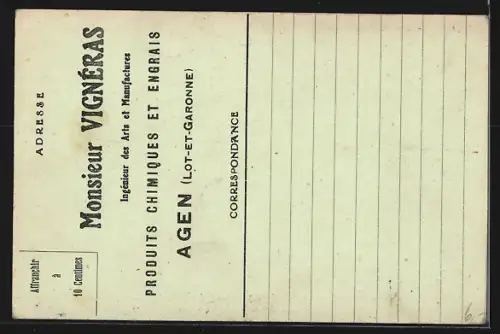 Affranchir
à
10 Centimes
ADRESSE
Monsieur VIGNÉRAS
Ingénieur des Arts et Manufactures
PRODUITS CHIMIQUES ET ENGRAIS
AGEN (LOT-ET-GARONNE)
CORRESPONDANCE